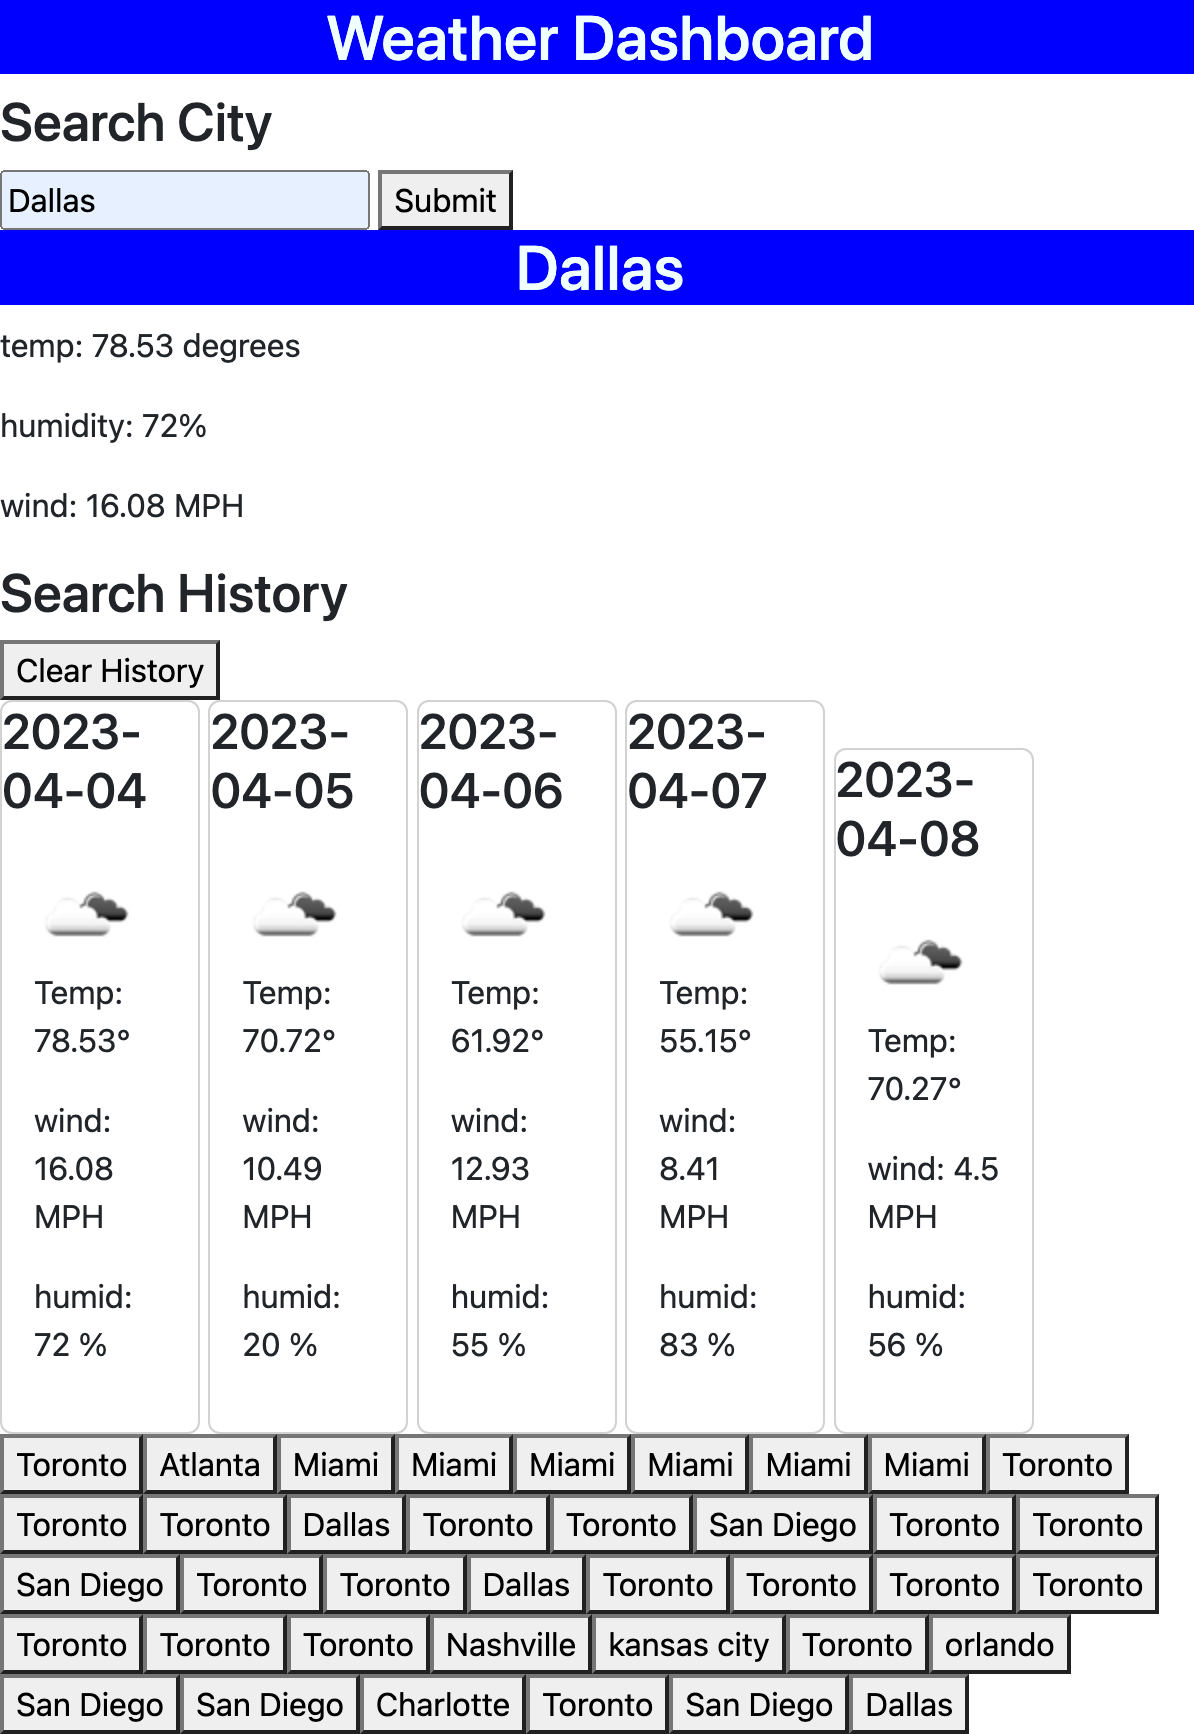 Weather Dashboard
Search City
Dallas Submit
Dallas
temp: 78.53 degrees
humidity: 72%
wind: 16.08 MPH
Search History
Clear History
2023-
04-04
Temp:
78.53°
wind:
16.08
MPH
humid:
72 %
2023-
04-05
Temp:
70.72°
wind:
10.49
MPH
humid:
20 %
2023-
04-06
Temp:
61.92°
wind:
12.93
MPH
humid:
55 %
2023-
04-07
Temp:
55.15°
wind:
8.41
MPH
humid:
83 %
2023-
04-08
Temp:
70.27°
wind: 4.5
MPH
humid:
56 %
Toronto Atlanta Miami Miami Miami Miami Miami Miami Toronto
Toronto Toronto Dallas Toronto Toronto San Diego Toronto Toronto
San Diego Toronto Toronto Dallas Toronto Toronto Toronto Toronto
Toronto Toronto Toronto Nashville kansas city Toronto orlando
San Diego San Diego Charlotte Toronto San Diego Dallas